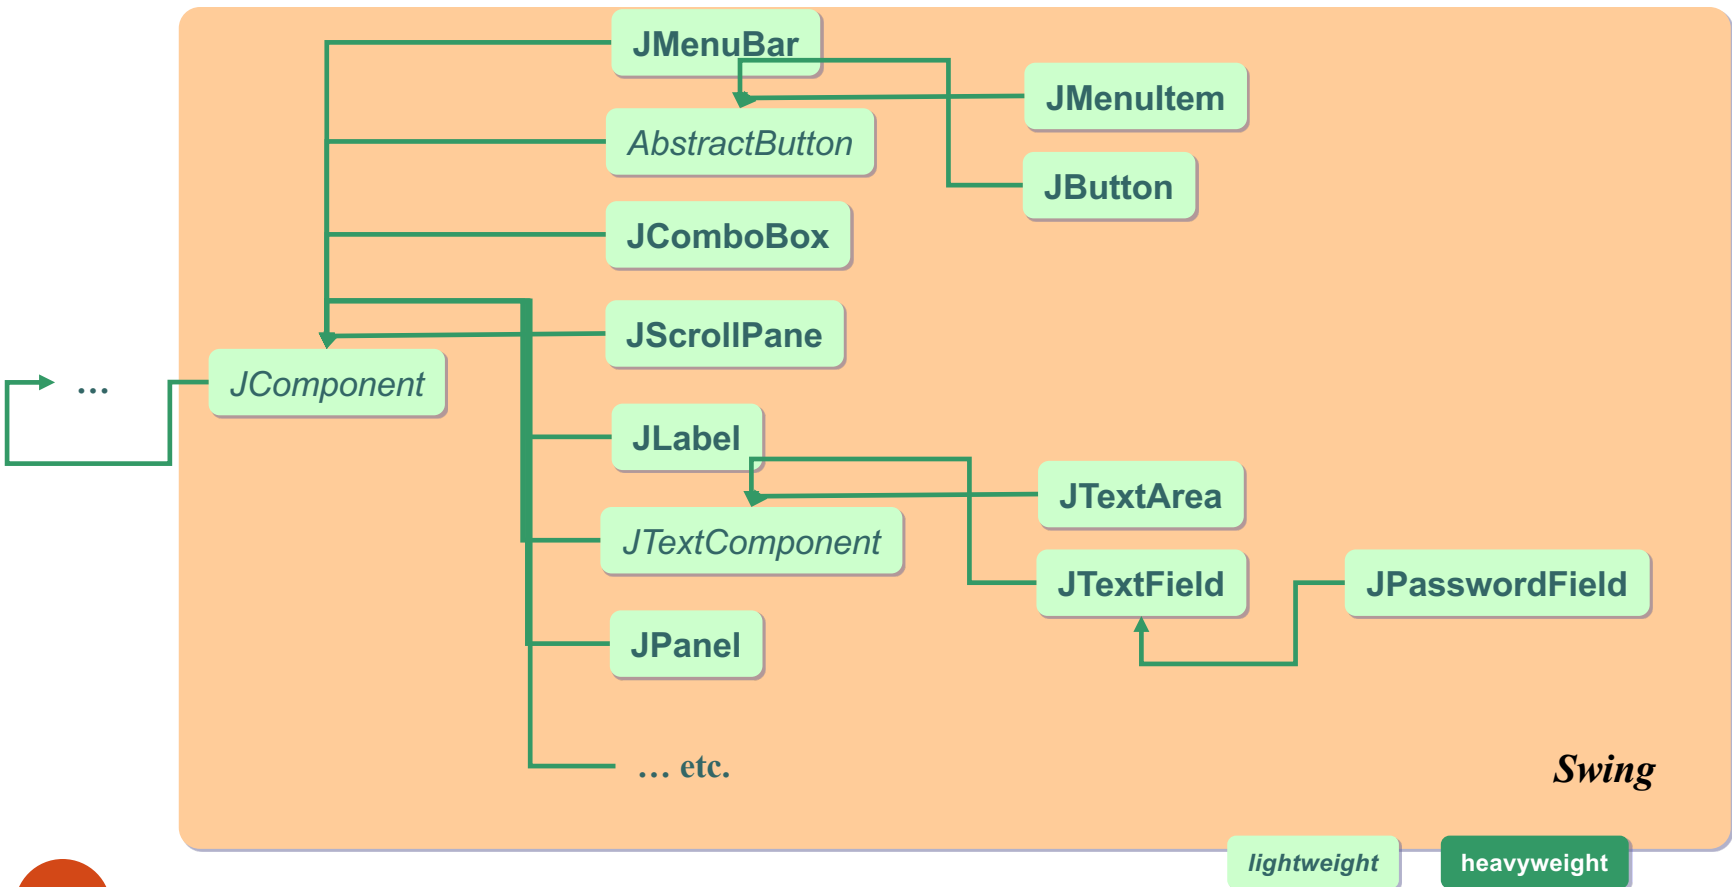 JMenuBar
JMenuItem
AbstractButton
JButton
JComboBox
JScrollPane
...
JComponent
JLabel
JTextArea
JTextComponent
JTextField
JPasswordField
JPanel
... etc.
Swing
lightweight
heavyweight